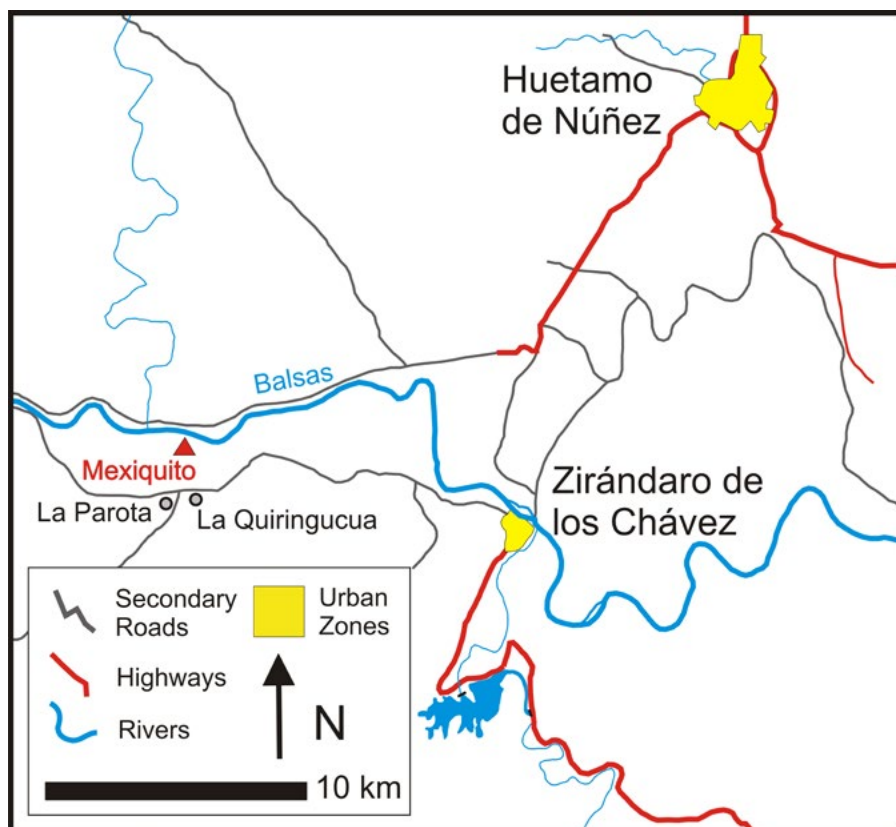 Huetamo
de Núñez
Balsas
Mexiquito
La Parota
La Quiringucua
Zirándaro de
los Chávez
Secondary
Roads
Urban
Zones
Highways
Rivers
N
10 km